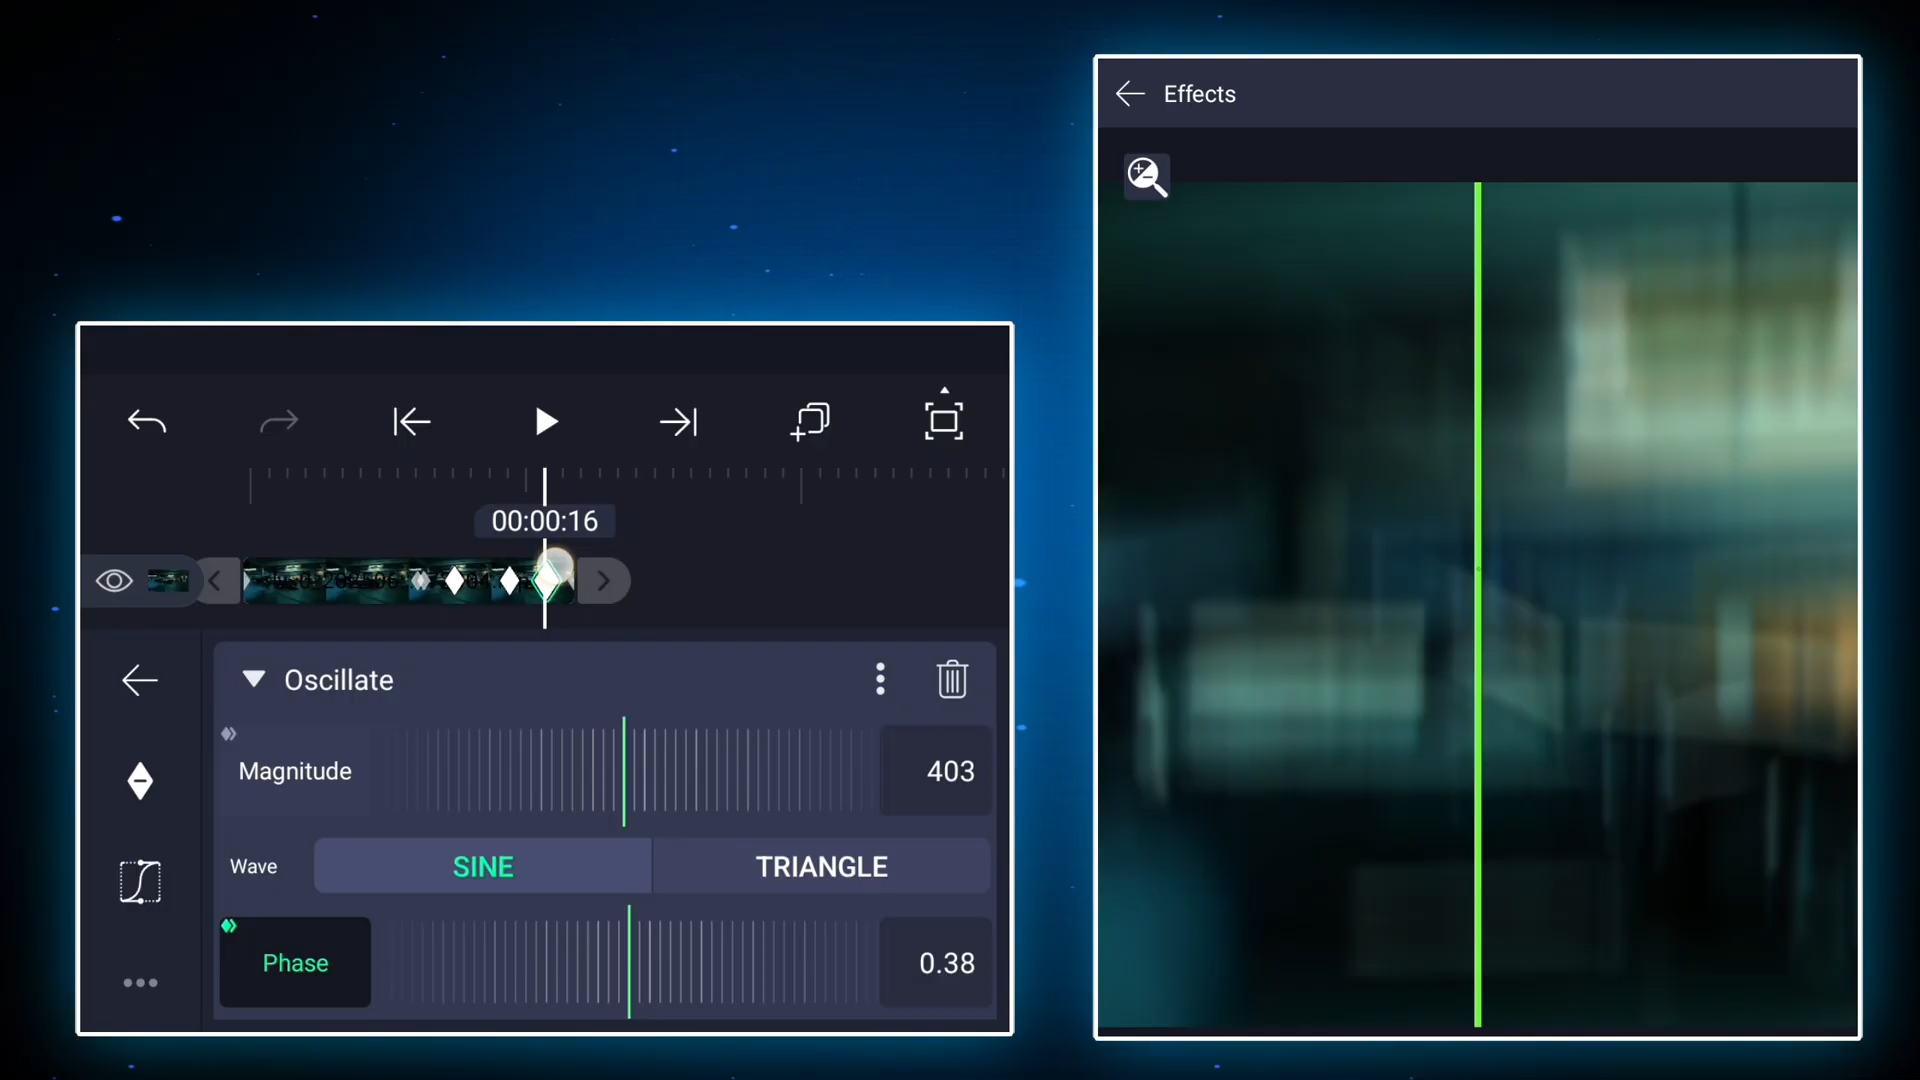 Effects
00:00:16
Oscillate
Magnitude
403
Wave
SINE
TRIANGLE
Phase
0.38